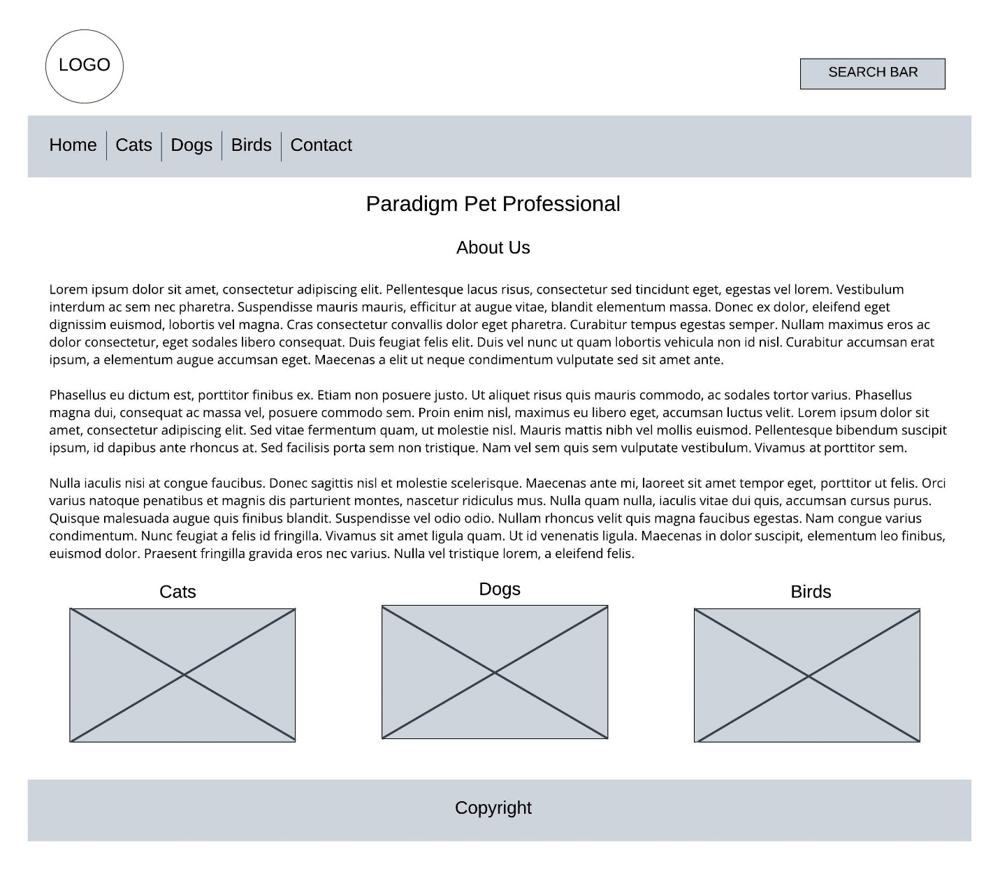 LOGO
SEARCH BAR
Home Cats Dogs Birds Contact
Paradigm Pet Professional
About Us
Lorem ipsum dolor sit amet, consectetur adipiscing elit. Pellentesque lacus risus, consectetur sed tincidunt eget, egestas vel lorem. Vestibulum
interdum ac sem nec pharetra. Suspendisse mauris mauris, efficitur at augue vitae, blandit elementum massa. Donec ex dolor, eleifend eget
dignissim euismod, lobortis vel magna. Cras consectetur convallis dolor eget pharetra. Curabitur tempus egestas semper. Nullam maximus eros ac
dolor consectetur, eget sodales libero consequat. Duis feugiat felis elit. Duis vel nunc ut quam lobortis vehicula non id nisl. Curabitur accumsan erat
ipsum, a elementum augue accumsan eget. Maecenas a elit ut neque condimentum vulputate sed sit amet ante.
Phasellus eu dictum est, porttitor finibus ex. Etiam non posuere justo. Ut aliquet risus quis mauris commodo, ac sodales tortor varius. Phasellus
magna dui, consequat ac massa vel, posuere commodo sem. Proin enim nisl, maximus eu libero eget, accumsan luctus velit. Lorem ipsum dolor sit
amet, consectetur adipiscing elit. Sed vitae fermentum quam, ut molestie nisl. Mauris mattis nibh vel mollis euismod. Pellentesque bibendum suscipit
ipsum, id dapibus ante rhoncus at. Sed facilisis porta sem non tristique. Nam vel sem quis sem vulputate vestibulum. Vivamus at porttitor sem.
Nulla iaculis nisi at congue faucibus. Donec sagittis nisl et molestie scelerisque. Maecenas ante mi, laoreet sit amet tempor eget, porttitor ut felis. Orci
varius natoque penatibus et magnis dis parturient montes, nascetur ridiculus mus. Nulla quam nulla, iaculis vitae dui quis, accumsan cursus purus.
Quisque malesuada augue quis finibus blandit. Suspendisse vel odio odio. Nullam rhoncus velit quis magna faucibus egestas. Nam congue varius
condimentum. Nunc feugiat a felis id fringilla. Vivamus sit amet ligula quam. Ut id venenatis ligula. Maecenas in dolor suscipit, elementum leo finibus,
euismod dolor. Praesent fringilla gravida eros nec varius. Nulla vel tristique lorem, a eleifend felis.
Cats Dogs Birds
Copyright